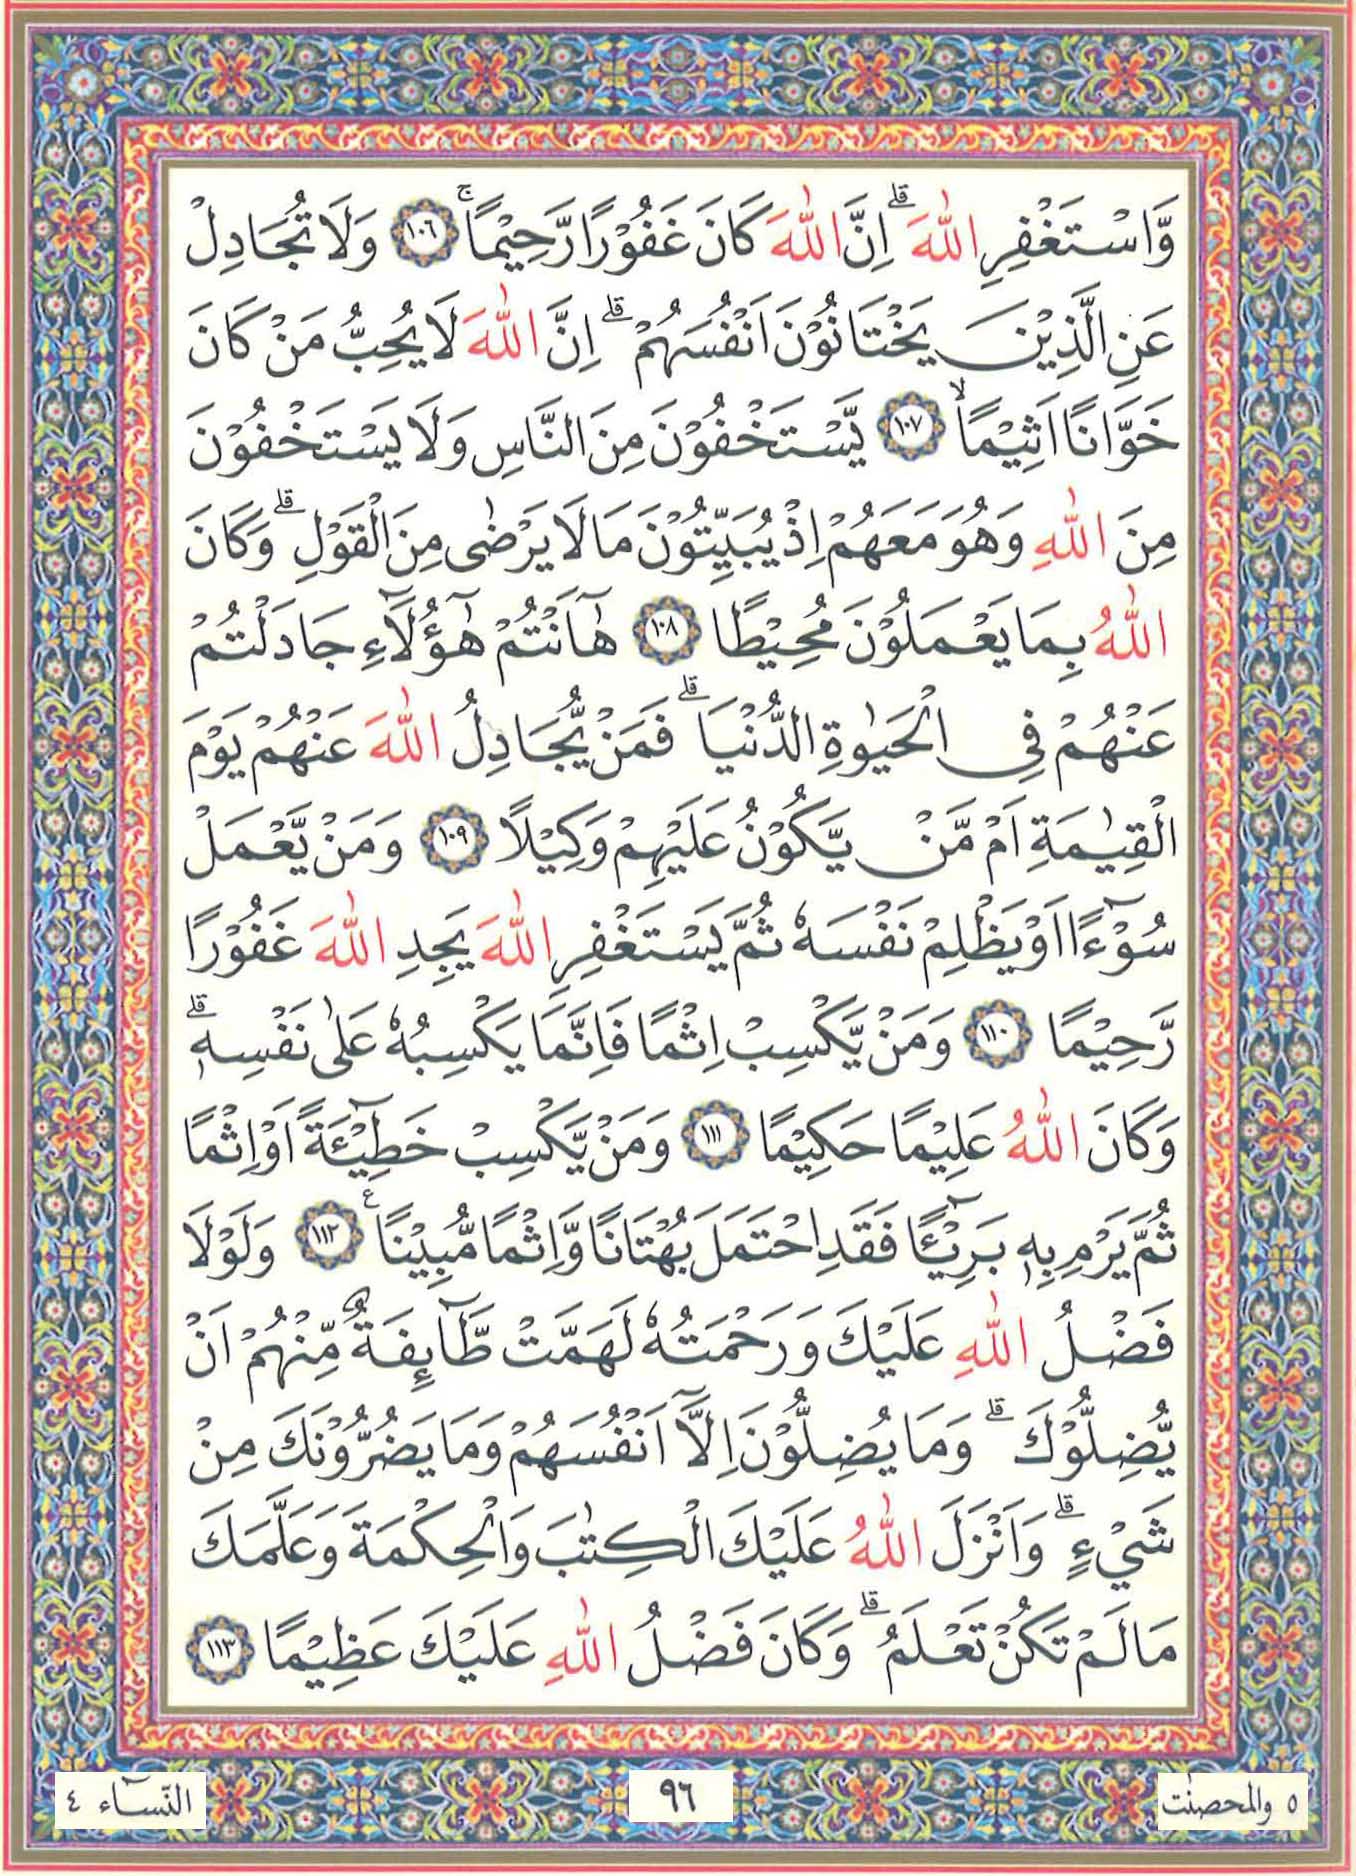 وَّاسْتَغْفِرِ اللّٰهَ ۗ اِنَّ اللّٰهَ كَانَ غَفُوْرًا رَّحِيْمًا ۚ ١٠٦ وَلَا تُجَادِلْ
عَنِ الَّذِيْنَ يَخْتَانُوْنَ اَنْفُسَهُمْ ۗ اِنَّ اللّٰهَ لَا يُحِبُّ مَنْ كَانَ
خَوَّانًا اَثِيْمًا ۙ ١٠٧ يَّسْتَخْفُوْنَ مِنَ النَّاسِ وَلَا يَسْتَخْفُوْنَ
مِنَ اللّٰهِ وَهُوَ مَعَهُمْ اِذْ يُبَيِّتُوْنَ مَا لَا يَرْضٰى مِنَ الْقَوْلِ ۗ وَكَانَ
اللّٰهُ بِمَا يَعْمَلُوْنَ مُحِيْطًا ١٠٨ هٰٓاَنْتُمْ هٰٓؤُلَاۤءِ جَادَلْتُمْ
عَنْهُمْ فِى الْحَيٰوةِ الدُّنْيَا ۗ فَمَنْ يُّجَادِلُ اللّٰهَ عَنْهُمْ يَوْمَ
الْقِيٰمَةِ اَمْ مَّنْ يَّكُوْنُ عَلَيْهِمْ وَكِيْلًا ١٠٩ وَمَنْ يَّعْمَلْ
سُوْۤءًا اَوْ يَظْلِمْ نَفْسَهٗ ثُمَّ يَسْتَغْفِرِ اللّٰهَ يَجِدِ اللّٰهَ غَفُوْرًا
رَّحِيْمًا ١١٠ وَمَنْ يَّكْسِبْ اِثْمًا فَاِنَّمَا يَكْسِبُهٗ عَلٰى نَفْسِهٖ ۗ
وَكَانَ اللّٰهُ عَلِيْمًا حَكِيْمًا ١١١ وَمَنْ يَّكْسِبْ خَطِيْۤئَةً اَوْ اِثْمًا
ثُمَّ يَرْمِ بِهٖ بَرِيْۤئًا فَقَدِ احْتَمَلَ بُهْتَانًا وَّاِثْمًا مُّبِيْنًا ع ١١٢ وَلَوْلَا
فَضْلُ اللّٰهِ عَلَيْكَ وَرَحْمَتُهٗ لَهَمَّتْ طَّاۤىِٕفَةٌ مِّنْهُمْ اَنْ
يُّضِلُّوْكَ ۗ وَمَا يُضِلُّوْنَ اِلَّآ اَنْفُسَهُمْ وَمَا يَضُرُّوْنَكَ مِنْ
شَيْءٍ ۗ وَاَنْزَلَ اللّٰهُ عَلَيْكَ الْكِتٰبَ وَالْحِكْمَةَ وَعَلَّمَكَ
مَا لَمْ تَكُنْ تَعْلَمُ ۗ وَكَانَ فَضْلُ اللّٰهِ عَلَيْكَ عَظِيْمًا ١١٣
٥ والمحصنٰت
٩٦
النّساۤء ٤